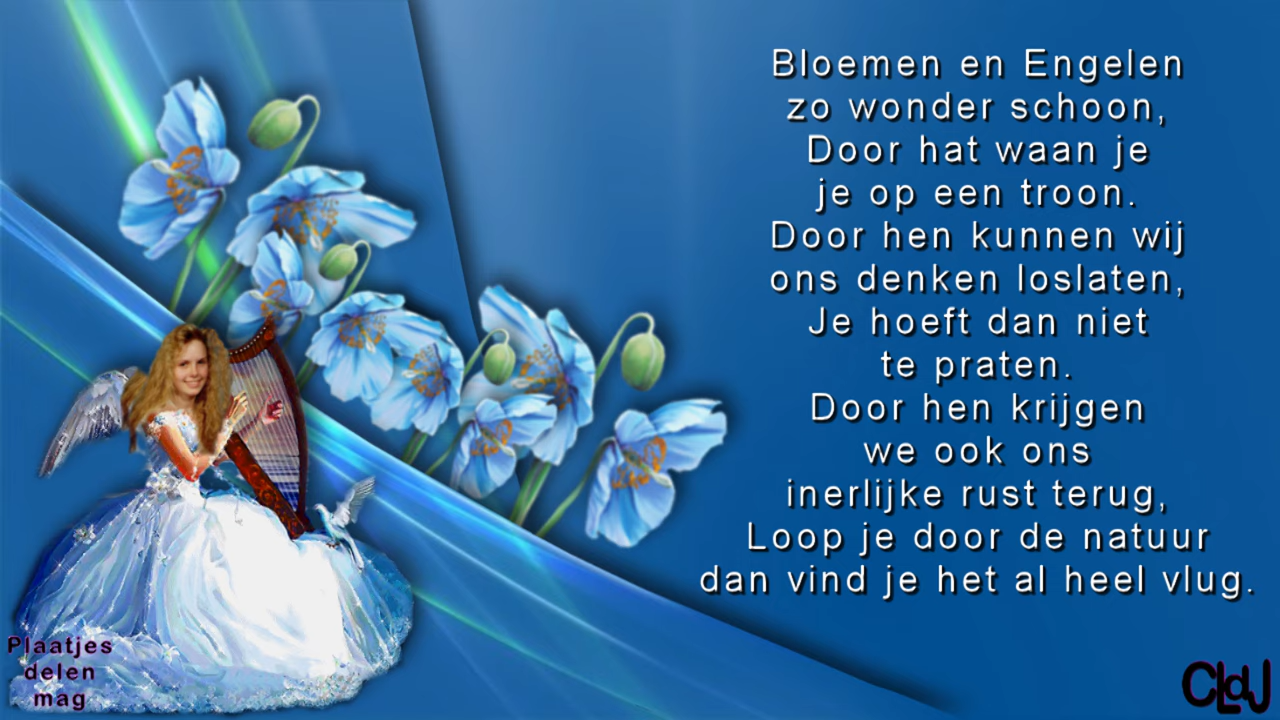 Bloemen en Engelen
zo wonder schoon,
Door hat waan je
je op een troon.
Door hen kunnen wij
ons denken loslaten,
Je hoeft dan niet
te praten.
Door hen krijgen
we ook ons
inerlijke rust terug,
Loop je door de natuur
dan vind je het al heel vlug.
Plaatjes
delen
mag
CLdJ